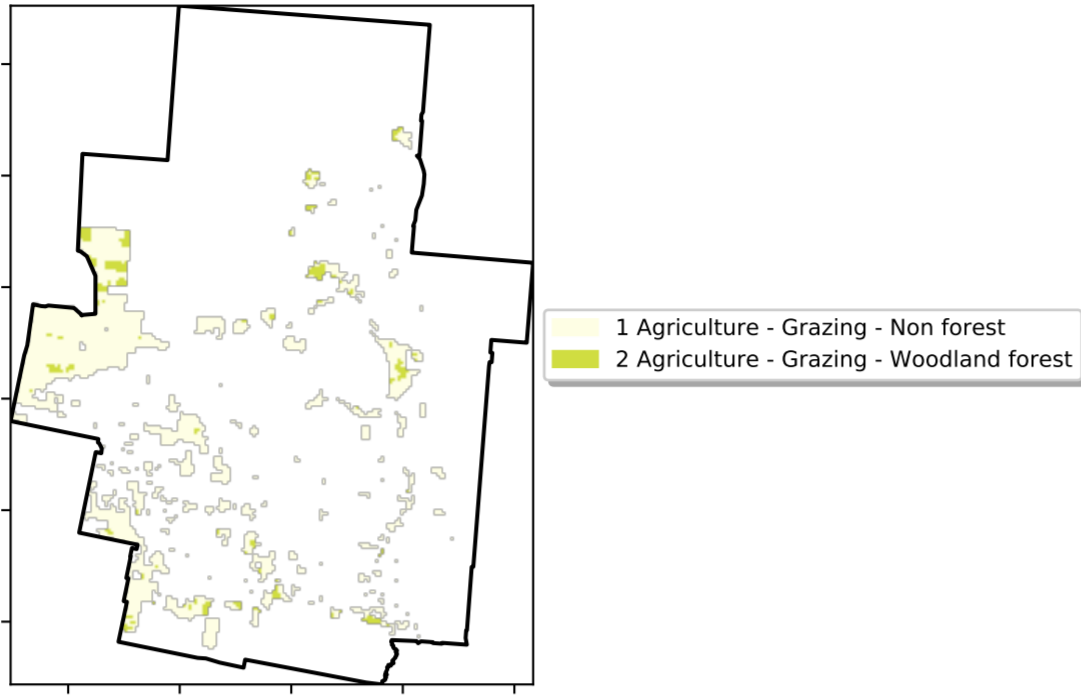 1 Agriculture - Grazing - Non forest
2 Agriculture - Grazing - Woodland forest